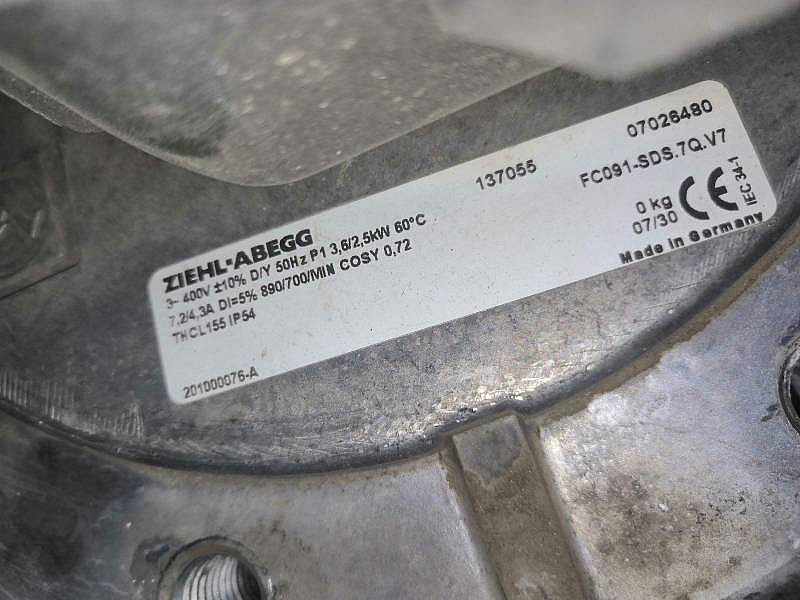 ZIEHL-ABEGG
137055
07026480
FC091-SDS.7Q.V7
3~ 400V ±10% D/Y 50Hz P1 3,6/2,5kW 60°C
7,2/4,3A DI=5% 890/700/MIN COSY 0,72
THCL155 IP54
201000076-A
0 kg
07/30
CE
IEC 34-1
Made in Germany